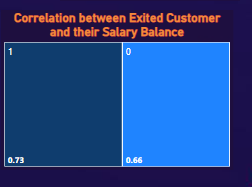 Correlation between Exited Customer
and their Salary Balance
1 0
0.73 0.66